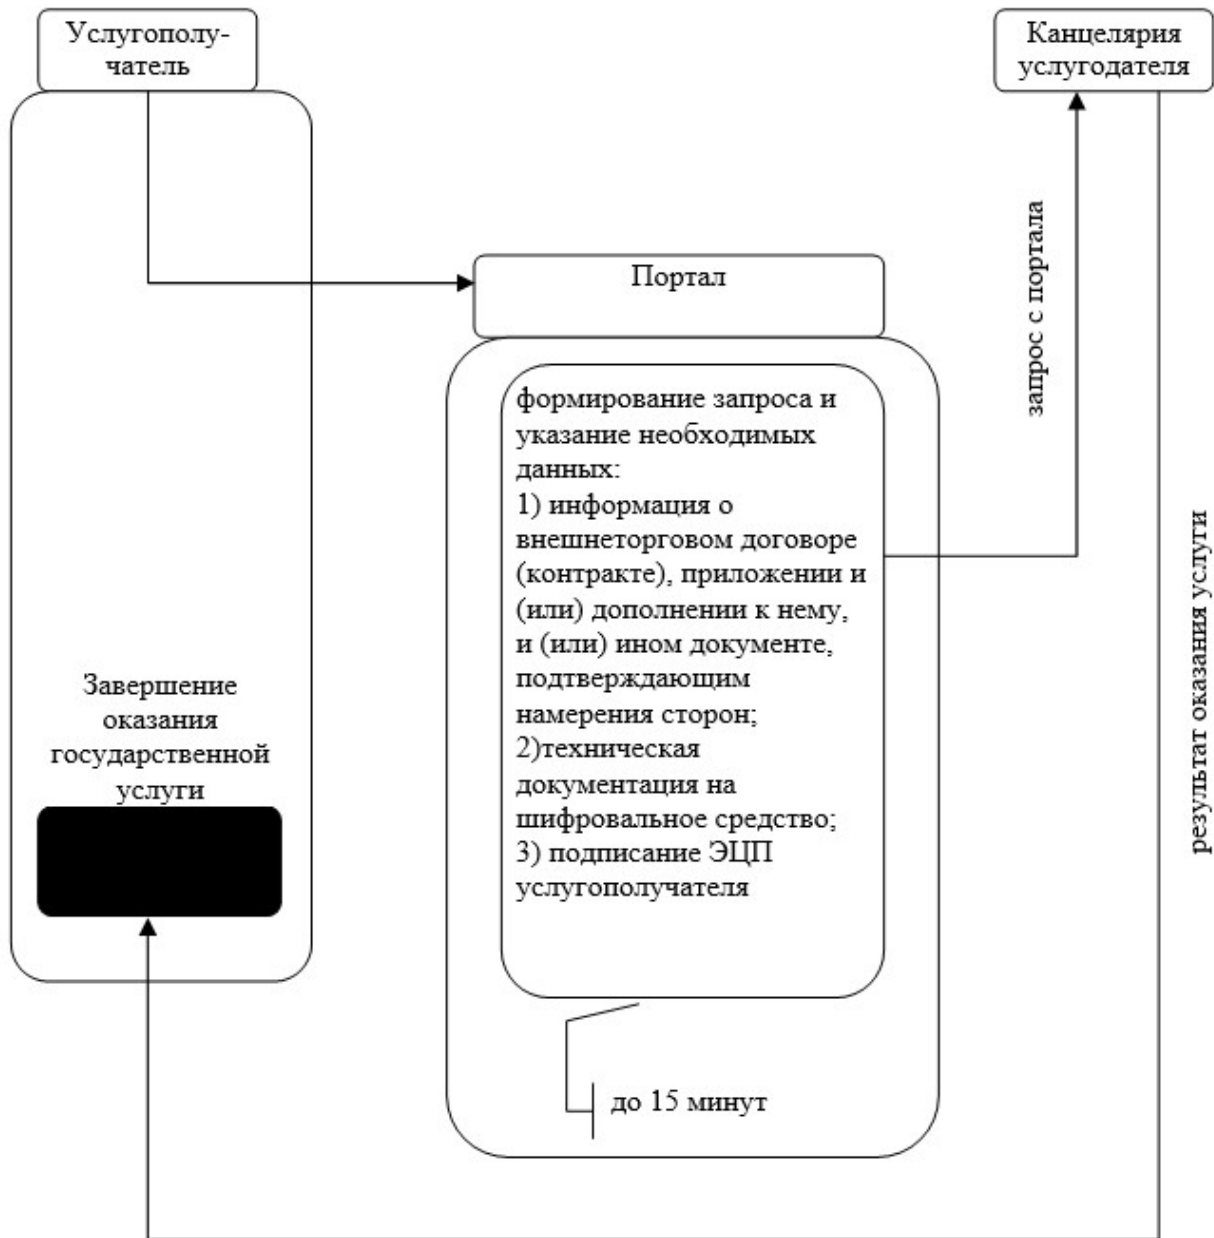 Услугополу-
чатель
Канцелярия
услугодателя
Портал
запрос с портала
формирование запроса и
указание необходимых
данных:
1) информация о
внешнеторговом договоре
(контракте), приложении и
(или) дополнении к нему,
и (или) ином документе,
подтверждающим
намерения сторон;
2)техническая
документация на
шифровальное средство;
3) подписание ЭЦП
услугополучателя
результат оказания услуги
Завершение
оказания
государственной
услуги
до 15 минут